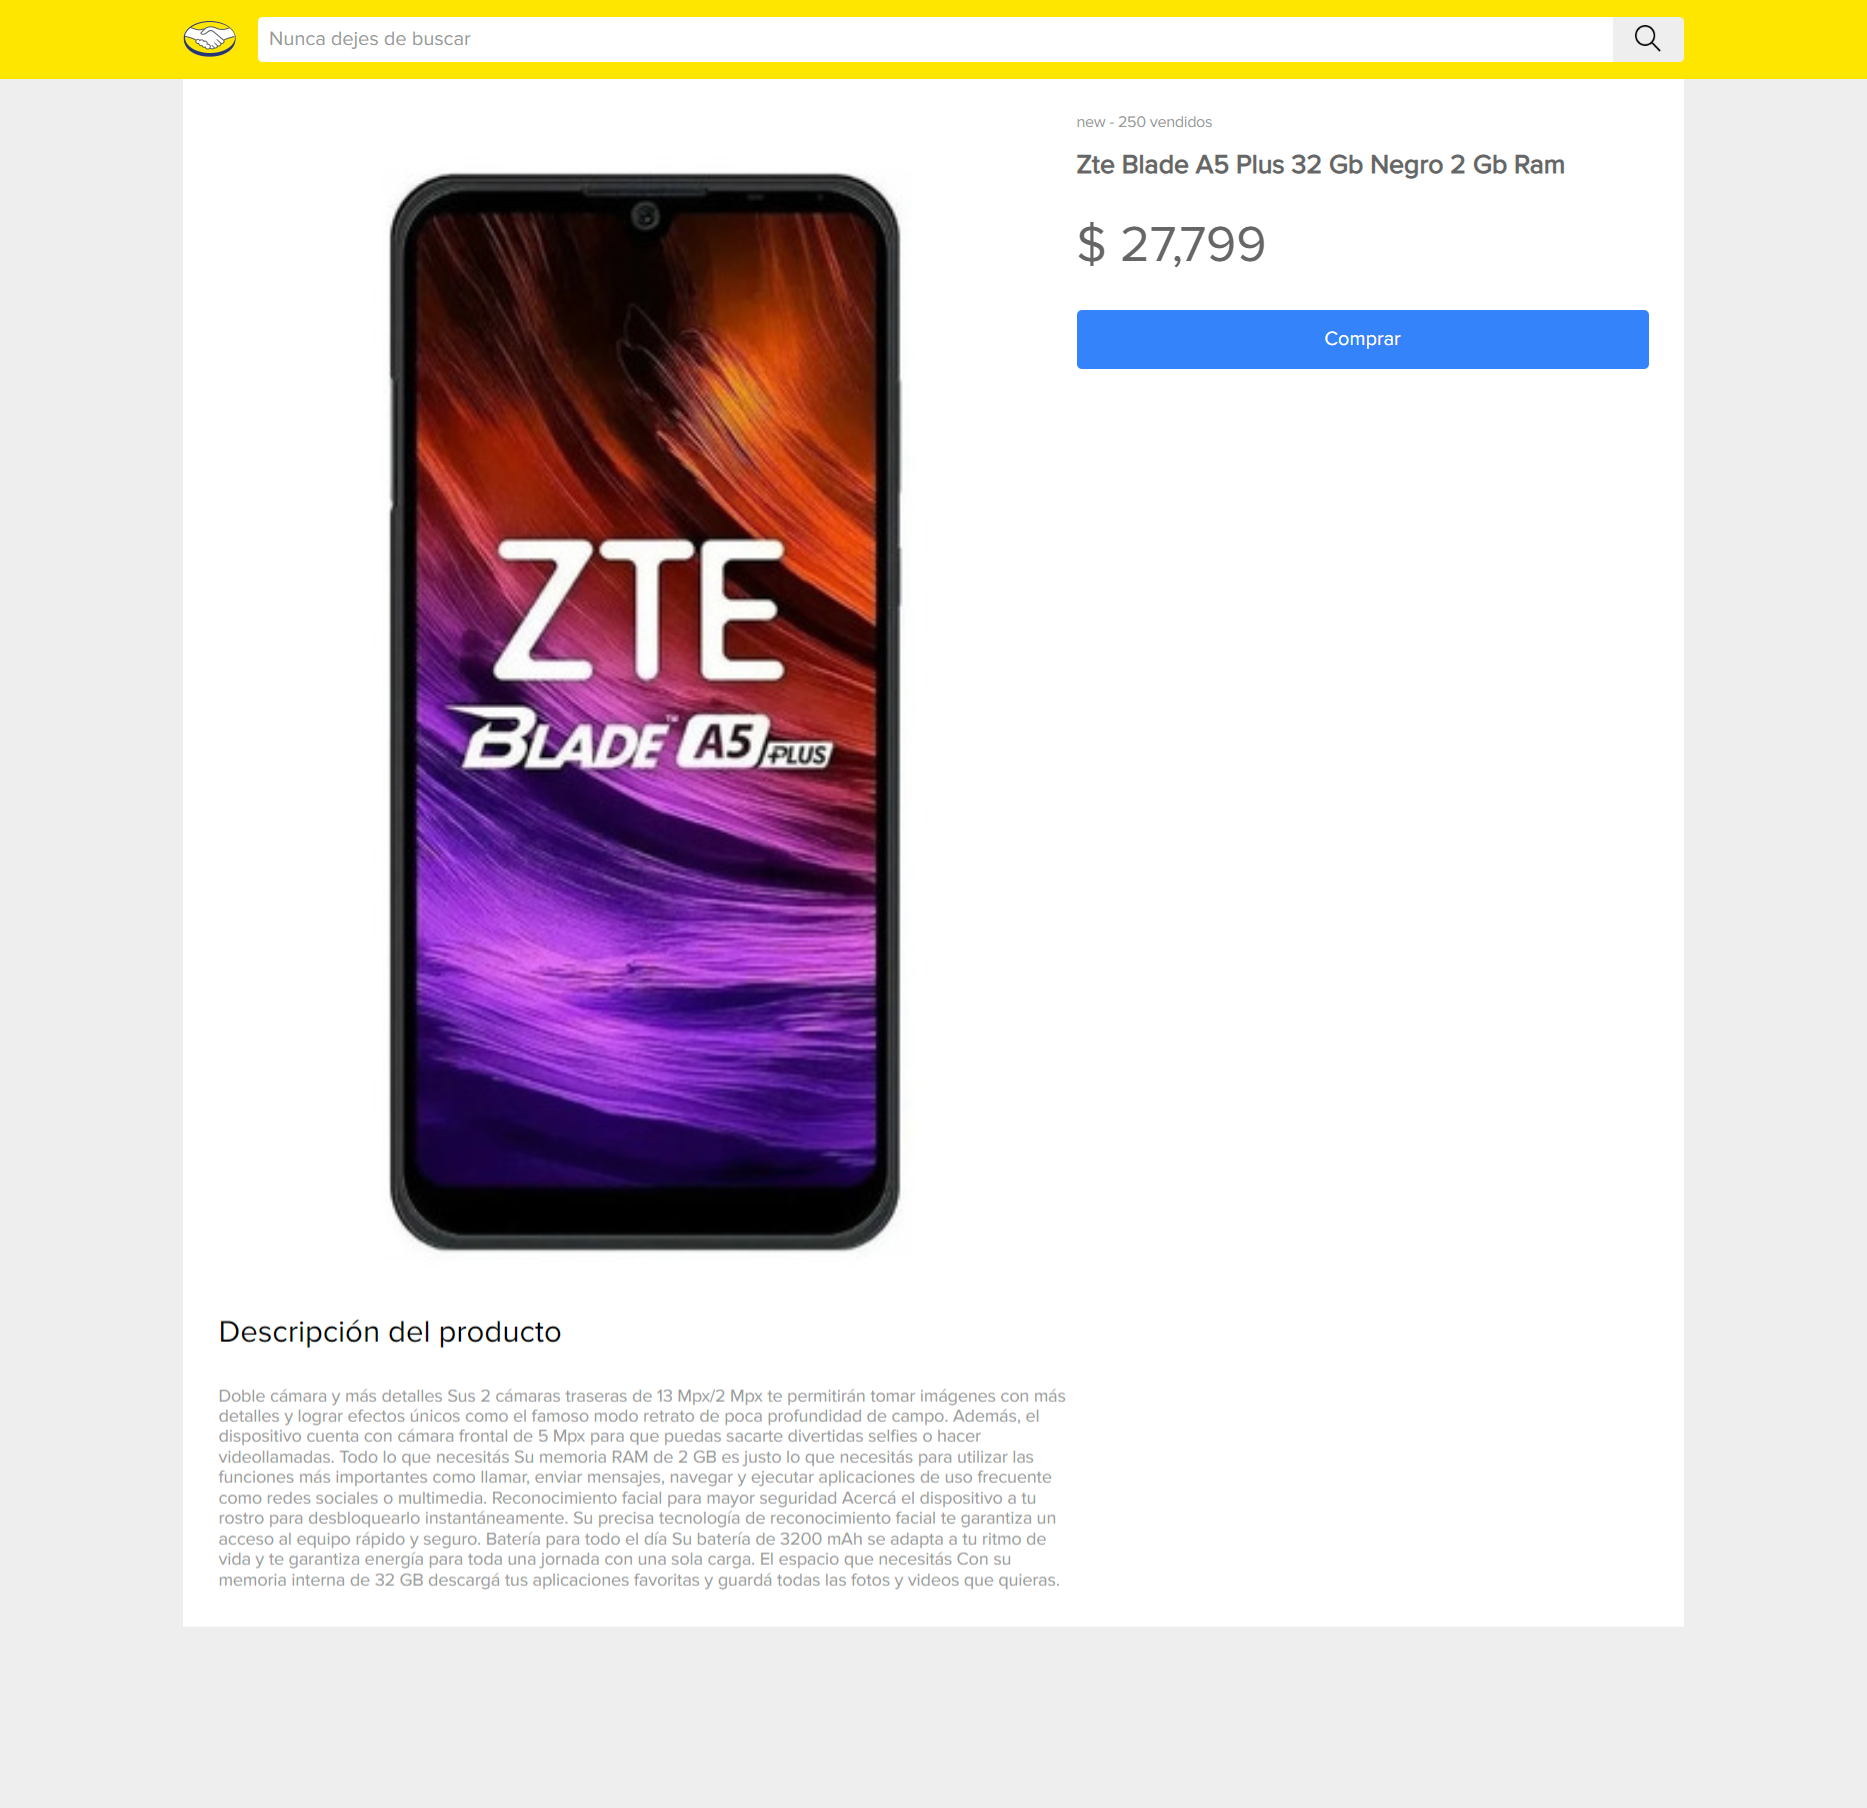 Nunca dejes de buscar
new - 250 vendidos
Zte Blade A5 Plus 32 Gb Negro 2 Gb Ram
$ 27,799
Comprar
ZTE
BLADE™ A5 +PLUS
Descripción del producto
Doble cámara y más detalles Sus 2 cámaras traseras de 13 Mpx/2 Mpx te permitirán tomar imágenes con más
detalles y lograr efectos únicos como el famoso modo retrato de poca profundidad de campo. Además, el
dispositivo cuenta con cámara frontal de 5 Mpx para que puedas sacarte divertidas selfies o hacer
videollamadas. Todo lo que necesitás Su memoria RAM de 2 GB es justo lo que necesitás para utilizar las
funciones más importantes como llamar, enviar mensajes, navegar y ejecutar aplicaciones de uso frecuente
como redes sociales o multimedia. Reconocimiento facial para mayor seguridad Acercá el dispositivo a tu
rostro para desbloquearlo instantáneamente. Su precisa tecnología de reconocimiento facial te garantiza un
acceso al equipo rápido y seguro. Batería para todo el día Su batería de 3200 mAh se adapta a tu ritmo de
vida y te garantiza energía para toda una jornada con una sola carga. El espacio que necesitás Con su
memoria interna de 32 GB descargá tus aplicaciones favoritas y guardá todas las fotos y videos que quieras.